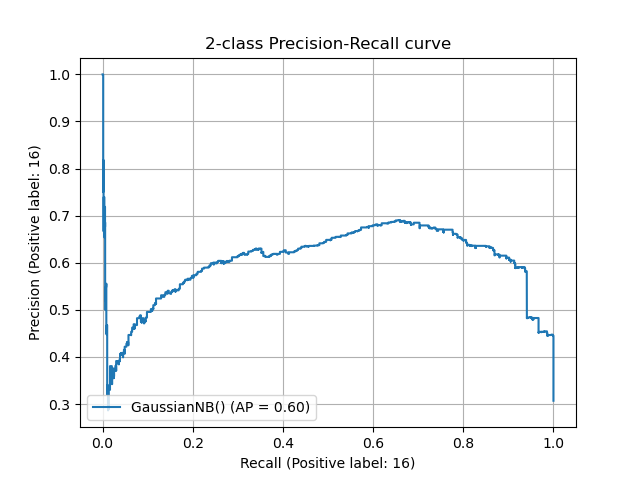 2-class Precision-Recall curve
1.0
0.9
0.8
0.7
0.6
0.5
0.4
0.3
Precision (Positive label: 16)
GaussianNB() (AP = 0.60)
0.0 0.2 0.4 0.6 0.8 1.0
Recall (Positive label: 16)